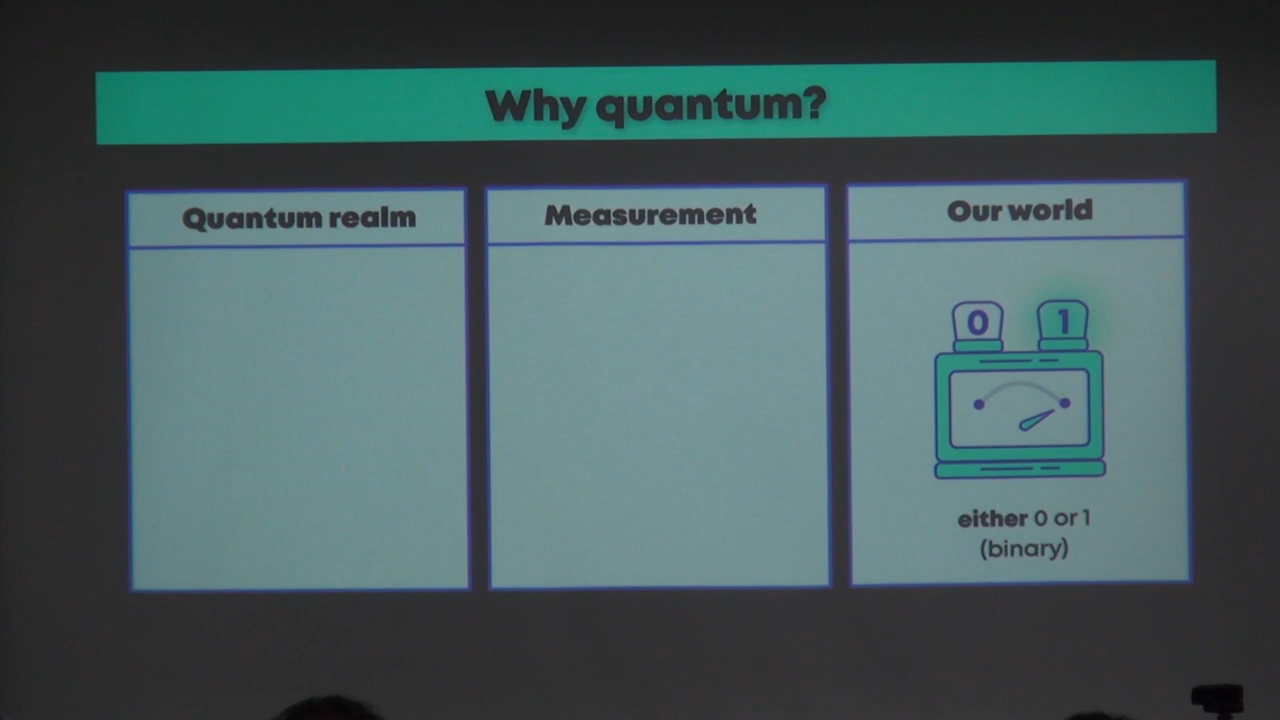 Why quantum?
Quantum realm
Measurement
Our world
0 1
either 0 or 1
(binary)